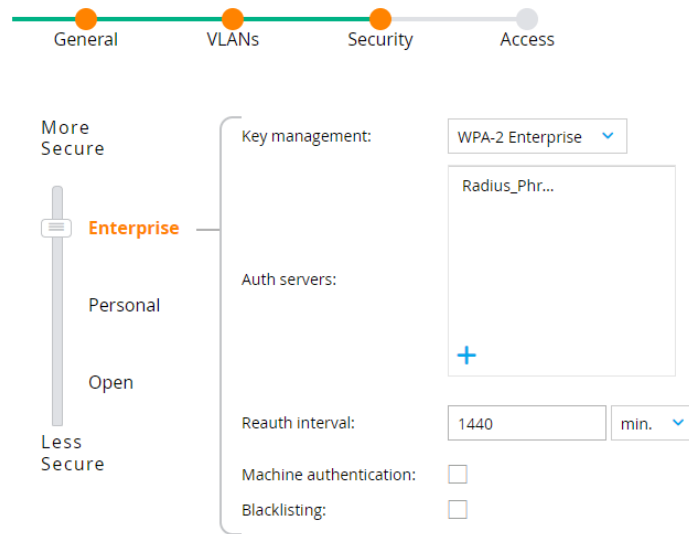 General VLANs Security Access
More
Secure
Key management: WPA-2 Enterprise
Radius_Phr...
Enterprise
Auth servers:
Personal
Open
Reauth interval: 1440 min.
Less
Secure
Machine authentication:
Blacklisting: